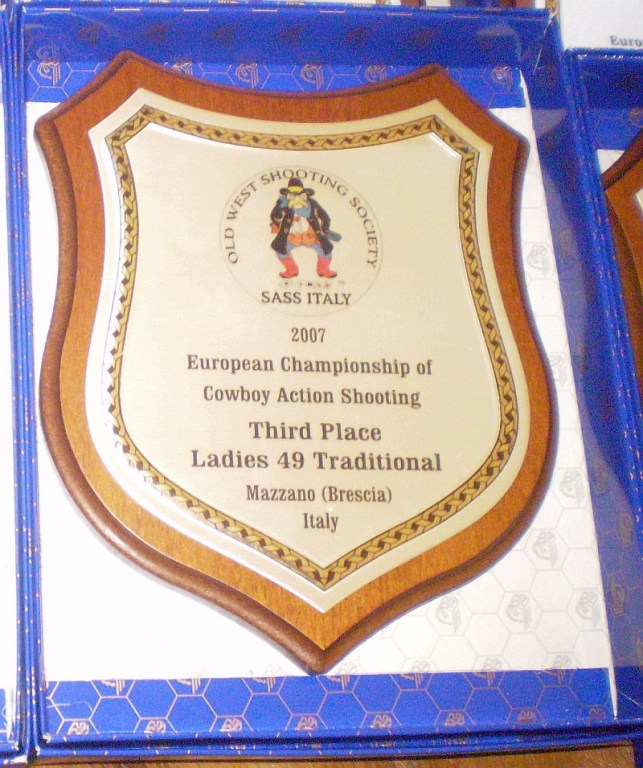 Euro
OLD WEST SHOOTING SOCIETY
SASS ITALY
2007
European Championship of
Cowboy Action Shooting
Third Place
Ladies 49 Traditional
Mazzano (Brescia)
Italy